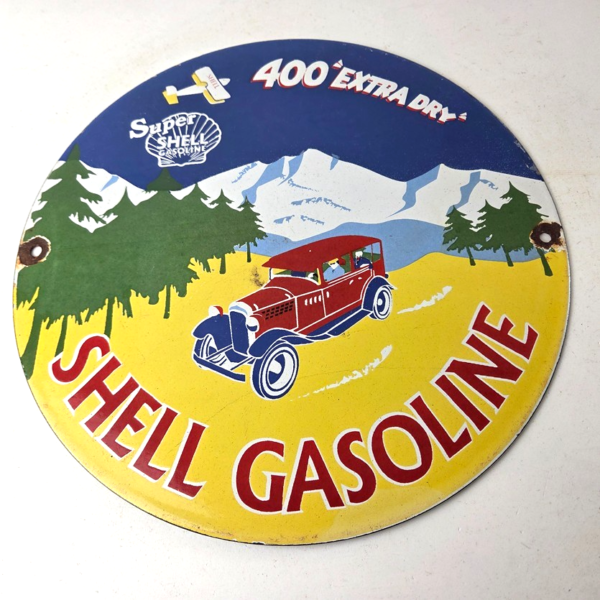 400 "EXTRA DRY"
Super
SHELL
GASOLINE
SHELL GASOLINE